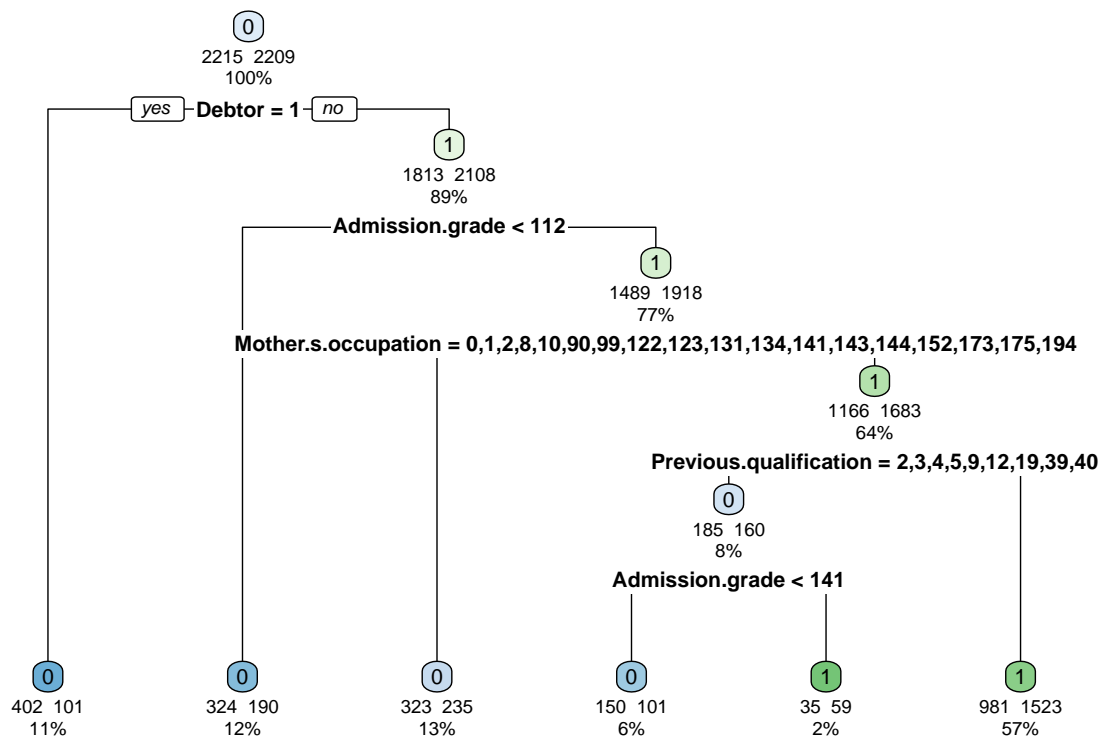 0
2215 2209
100%
yes Debtor = 1 no
1
1813 2108
89%
Admission.grade < 112
1
1489 1918
77%
Mother.s.occupation = 0,1,2,8,10,90,99,122,123,131,134,141,143,144,152,173,175,194
1
1166 1683
64%
Previous.qualification = 2,3,4,5,9,12,19,39,40
0
185 160
8%
Admission.grade < 141
0 0 0 0 1 1
402 101 324 190 323 235 150 101 35 59 981 1523
11% 12% 13% 6% 2% 57%